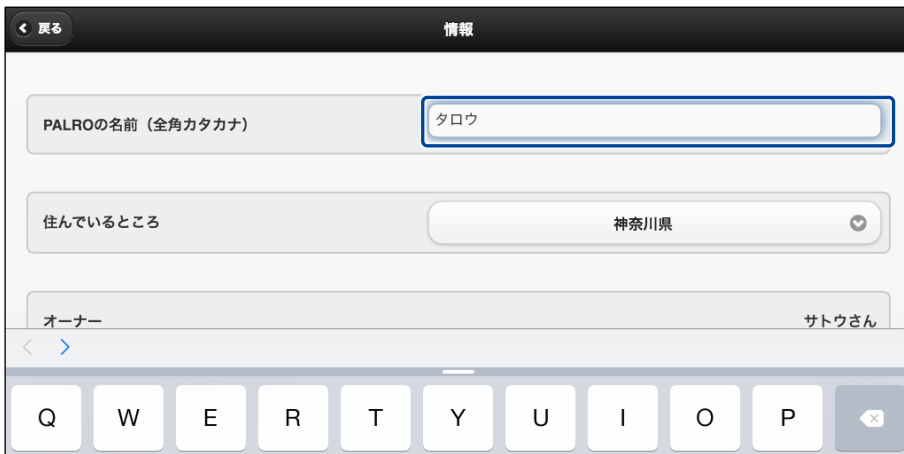 戻る
情報
PALROの名前（全角カタカナ）
タロウ
住んでいるところ
神奈川県
オーナー
サトウさん
Q W E R T Y U I O P